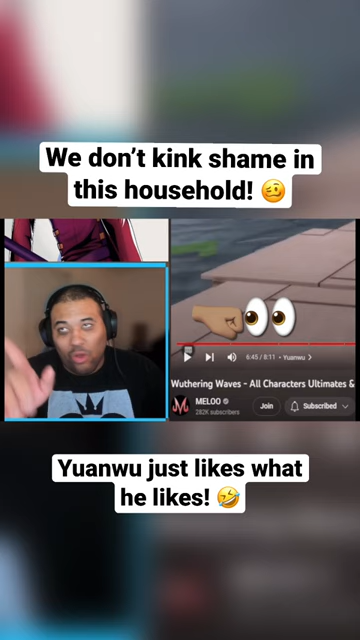 We don't kink shame in
this household! 🥴
6:45 / 8:11 • Yuanwu >
Wuthering Waves - All Characters Ultimates &
MELOO
282K subscribers
Join
Subscribed
Yuanwu just likes what
he likes! 🤣